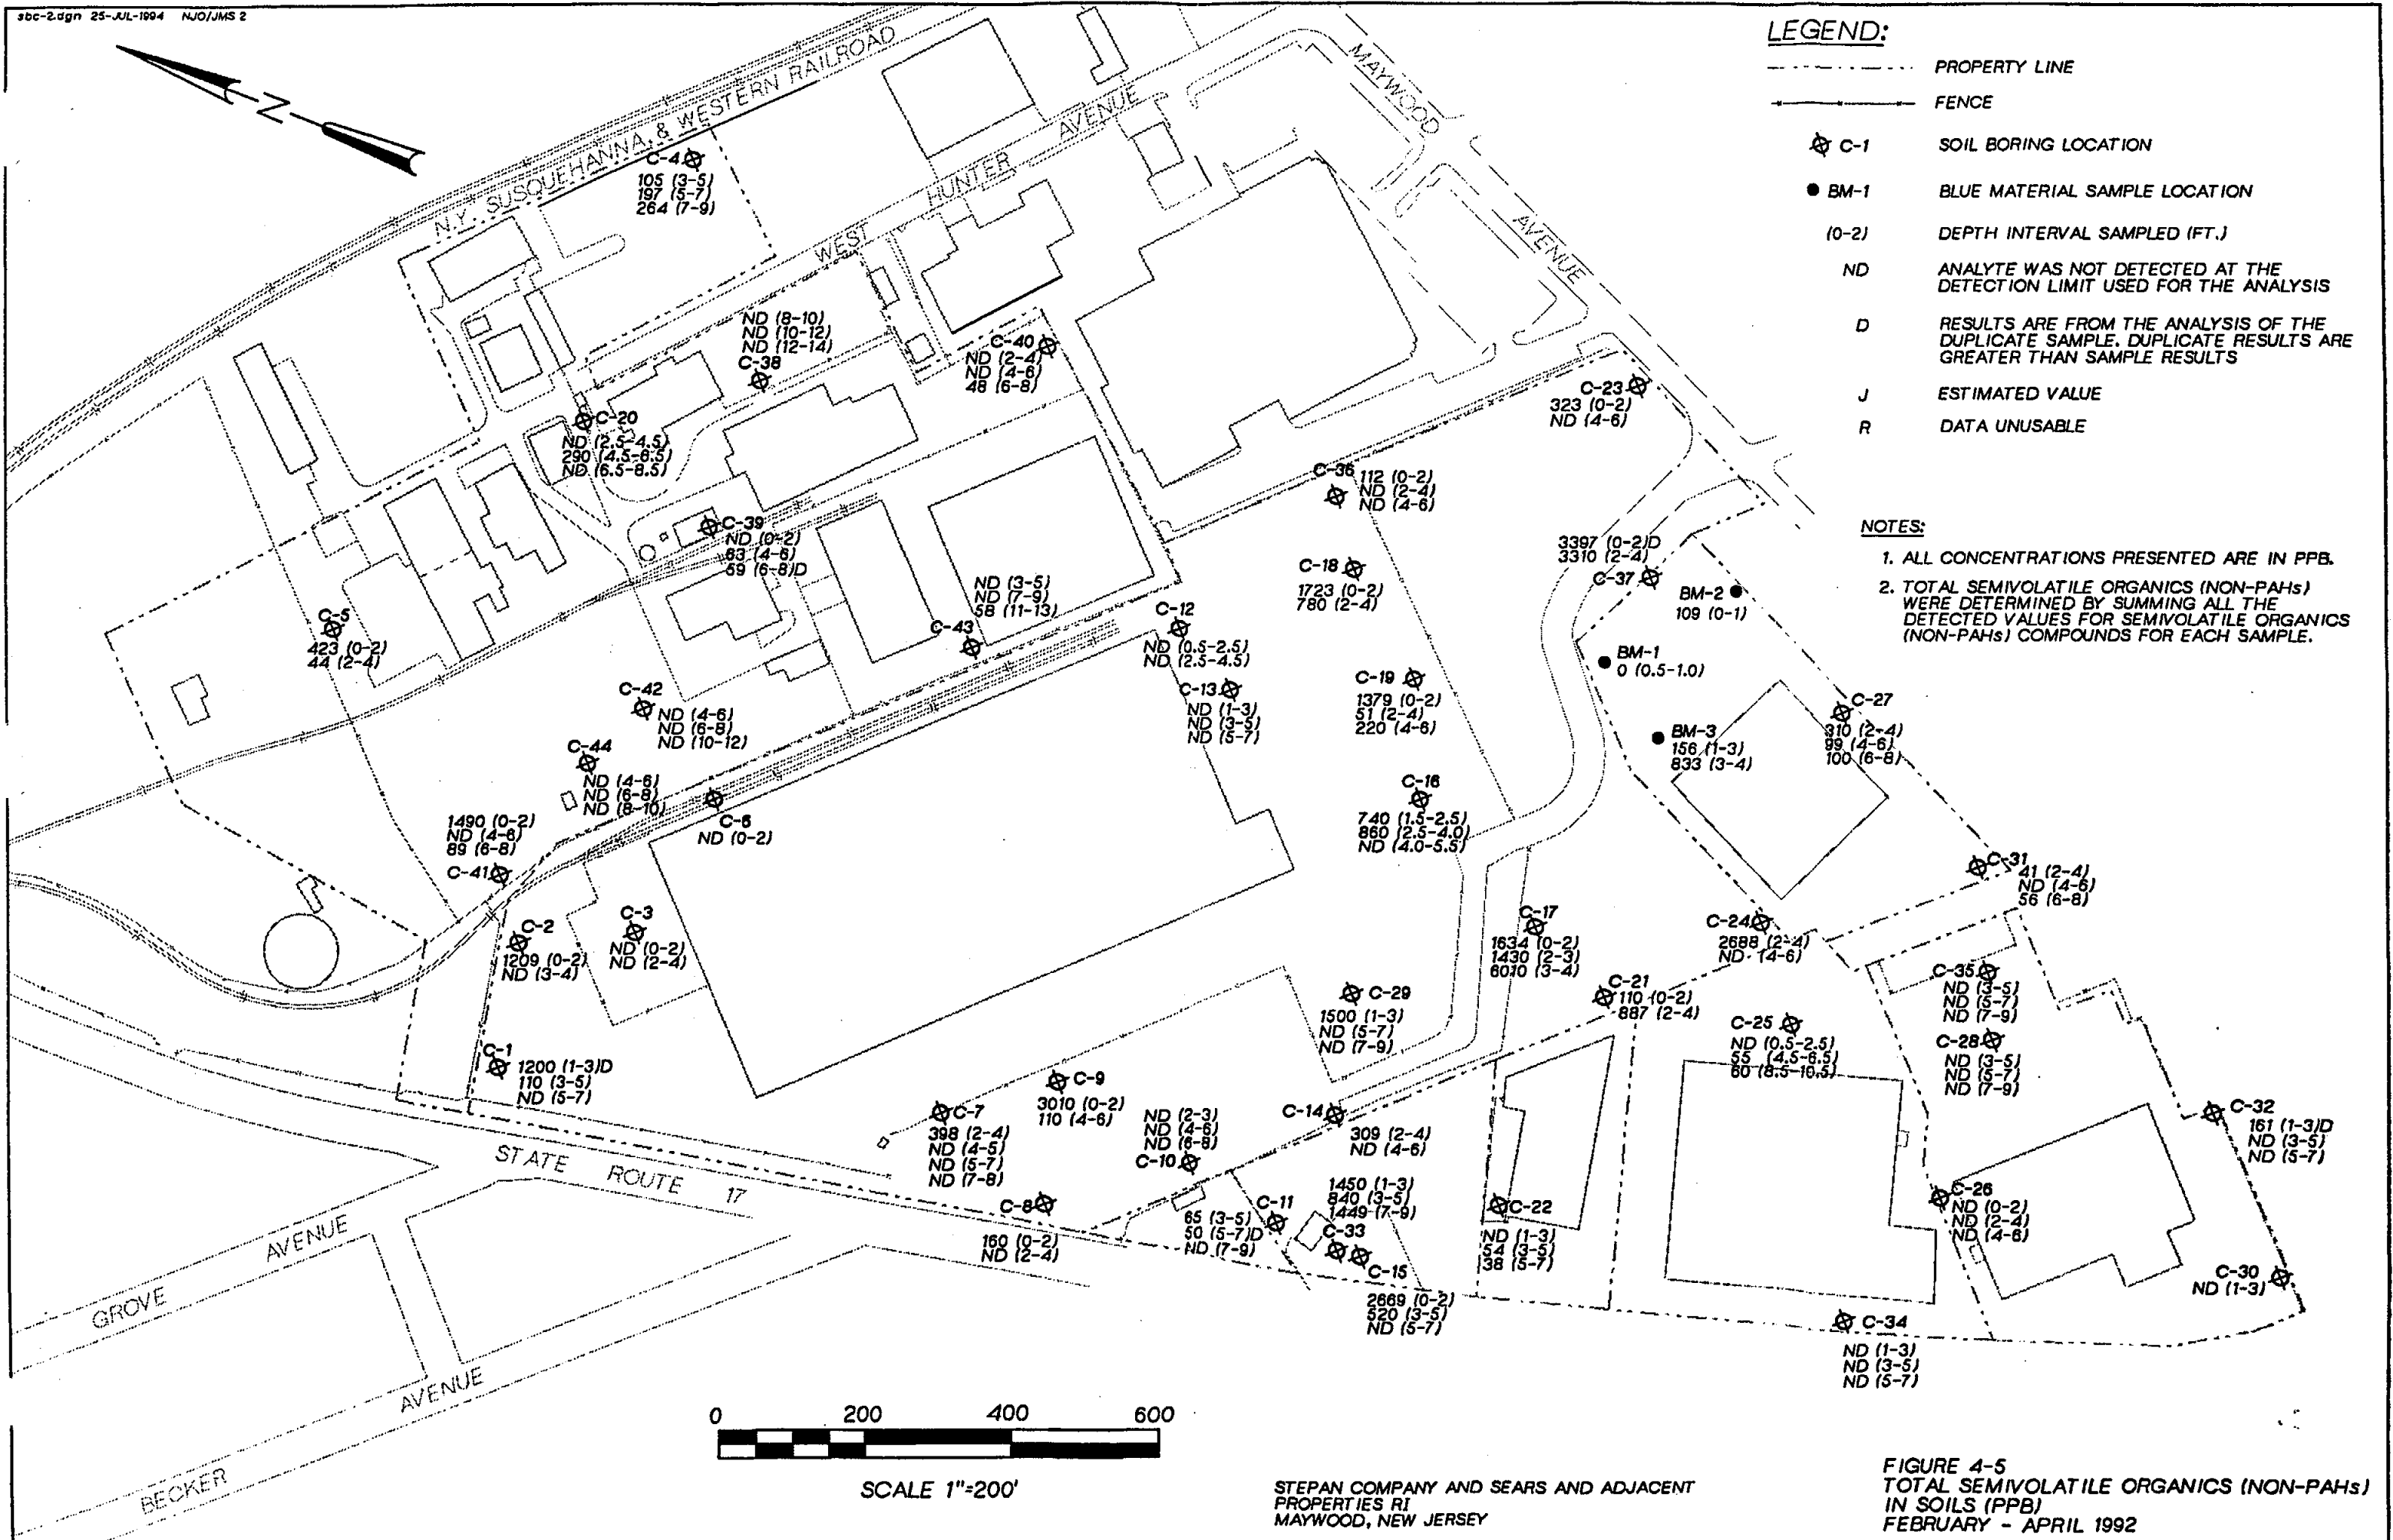 sbc-2.dgn 25-JUL-1994 NJO/JMS 2
N
N.Y. SUSQUEHANNA & WESTERN RAILROAD
WEST HUNTER AVENUE
MAYWOOD AVENUE
C-4
105 (3-5)
197 (5-7)
264 (7-9)
ND (8-10)
ND (10-12)
ND (12-14)
C-38
C-40
ND (2-4)
ND (4-6)
48 (6-8)
C-20
ND (2.5-4.5)
290 (4.5-6.5)
ND (6.5-8.5)
C-23
323 (0-2)
ND (4-6)
C-36
112 (0-2)
ND (2-4)
ND (4-6)
C-39
ND (0-2)
63 (4-6)
59 (6-8)D
C-18
1723 (0-2)
780 (2-4)
3397 (0-2)D
3310 (2-4)
C-37
BM-2
109 (0-1)
ND (3-5)
ND (7-9)
58 (11-13)
C-43
C-12
ND (0.5-2.5)
ND (2.5-4.5)
C-5
423 (0-2)
44 (2-4)
BM-1
0 (0.5-1.0)
C-42
ND (4-6)
ND (6-8)
ND (10-12)
C-13
ND (1-3)
ND (3-5)
ND (5-7)
C-19
1379 (0-2)
51 (2-4)
220 (4-6)
BM-3
156 (1-3)
833 (3-4)
C-27
310 (2-4)
99 (4-6)
100 (6-8)
C-44
ND (4-6)
ND (6-8)
ND (8-10)
C-6
ND (0-2)
C-16
740 (1.5-2.5)
860 (2.5-4.0)
ND (4.0-5.5)
1490 (0-2)
ND (4-6)
89 (6-8)
C-41
C-31
41 (2-4)
ND (4-6)
56 (6-8)
C-2
1209 (0-2)
ND (3-4)
C-3
ND (0-2)
ND (2-4)
C-17
1634 (0-2)
1430 (2-3)
6010 (3-4)
C-24
2688 (2-4)
ND (4-6)
C-35
ND (3-5)
ND (5-7)
ND (7-9)
C-29
1500 (1-3)
ND (5-7)
ND (7-9)
C-21
110 (0-2)
887 (2-4)
C-25
ND (0.5-2.5)
55 (4.5-6.5)
60 (8.5-10.5)
C-28
ND (3-5)
ND (5-7)
ND (7-9)
C-1
1200 (1-3)D
110 (3-5)
ND (5-7)
C-9
3010 (0-2)
110 (4-6)
C-7
398 (2-4)
ND (4-5)
ND (5-7)
ND (7-8)
ND (2-3)
ND (4-6)
ND (6-8)
C-10
C-14
309 (2-4)
ND (4-6)
C-32
161 (1-3)D
ND (3-5)
ND (5-7)
C-8
160 (0-2)
ND (2-4)
C-11
65 (3-5)
50 (5-7)D
ND (7-9)
1450 (1-3)
840 (3-5)
1449 (7-9)
C-33
C-15
2669 (0-2)
520 (3-5)
ND (5-7)
C-22
ND (1-3)
54 (3-5)
38 (5-7)
C-26
ND (0-2)
ND (2-4)
ND (4-6)
C-30
ND (1-3)
C-34
ND (1-3)
ND (3-5)
ND (5-7)
STATE ROUTE 17
GROVE AVENUE
BECKER AVENUE
LEGEND:
PROPERTY LINE
FENCE
C-1 SOIL BORING LOCATION
BM-1 BLUE MATERIAL SAMPLE LOCATION
(0-2) DEPTH INTERVAL SAMPLED (FT.)
ND ANALYTE WAS NOT DETECTED AT THE
DETECTION LIMIT USED FOR THE ANALYSIS
D RESULTS ARE FROM THE ANALYSIS OF THE
DUPLICATE SAMPLE. DUPLICATE RESULTS ARE
GREATER THAN SAMPLE RESULTS
J ESTIMATED VALUE
R DATA UNUSABLE
NOTES:
1. ALL CONCENTRATIONS PRESENTED ARE IN PPB.
2. TOTAL SEMIVOLATILE ORGANICS (NON-PAHs)
WERE DETERMINED BY SUMMING ALL THE
DETECTED VALUES FOR SEMIVOLATILE ORGANICS
(NON-PAHs) COMPOUNDS FOR EACH SAMPLE.
0 200 400 600
SCALE 1"=200'
STEPAN COMPANY AND SEARS AND ADJACENT
PROPERTIES RI
MAYWOOD, NEW JERSEY
FIGURE 4-5
TOTAL SEMIVOLATILE ORGANICS (NON-PAHs)
IN SOILS (PPB)
FEBRUARY - APRIL 1992